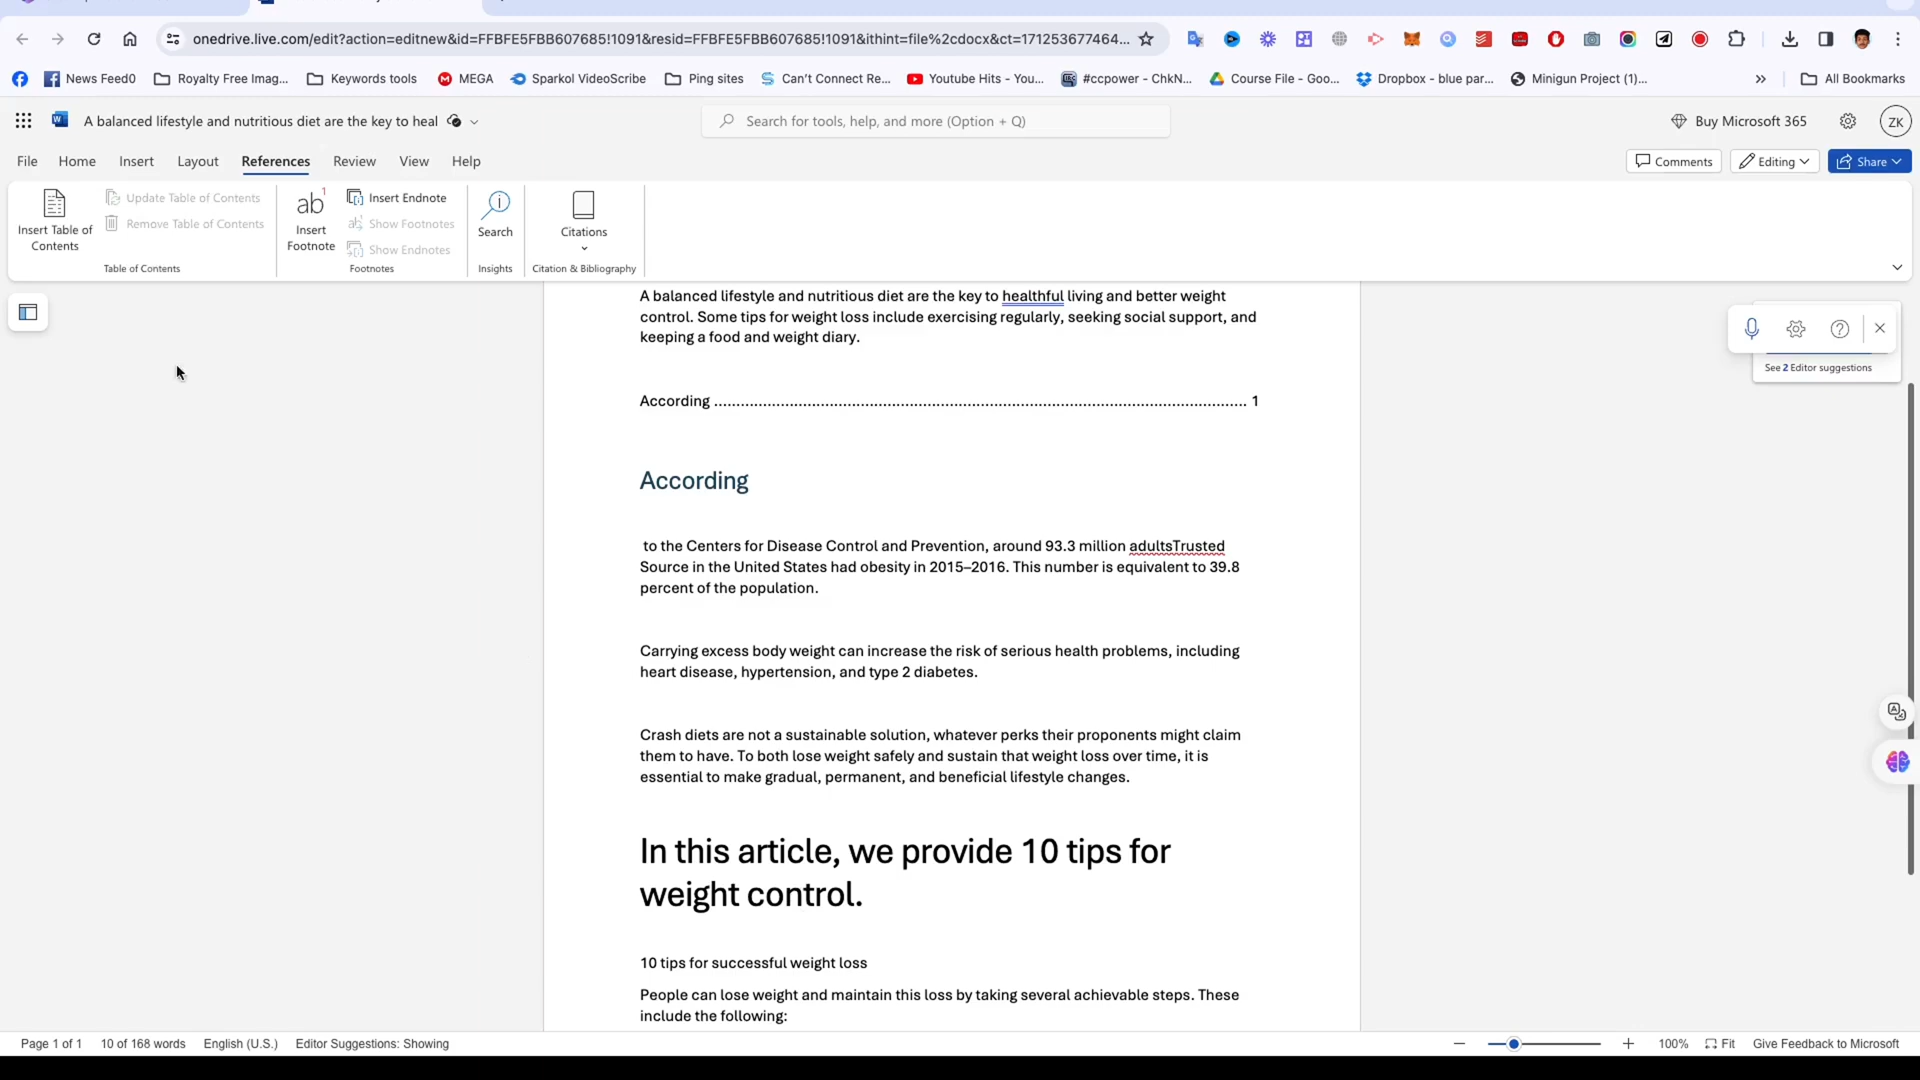 onedrive.live.com/edit?action=editnew&id=FFBFE5FBB607685!1091&resid=FFBFE5FBB607685!1091&ithint=file%2cdocx&ct=171253677464...
News Feed0 Royalty Free Imag... Keywords tools MEGA Sparkol VideoScribe Ping sites Can't Connect Re... Youtube Hits - You... #ccpower - ChkN... Course File - Goo... Dropbox - blue par... Minigun Project (1)... » All Bookmarks
A balanced lifestyle and nutritious diet are the key to heal
Search for tools, help, and more (Option + Q)
Buy Microsoft 365
ZK
File Home Insert Layout References Review View Help
Comments Editing Share
Insert Table of
Contents
Update Table of Contents
Remove Table of Contents
Table of Contents
ab 1
Insert
Footnote
Insert Endnote
Show Footnotes
Show Endnotes
Footnotes
Search
Insights
Citations
Citation & Bibliography
A balanced lifestyle and nutritious diet are the key to healthful living and better weight
control. Some tips for weight loss include exercising regularly, seeking social support, and
keeping a food and weight diary.
According ........................................................................................................................ 1
According
to the Centers for Disease Control and Prevention, around 93.3 million adultsTrusted
Source in the United States had obesity in 2015–2016. This number is equivalent to 39.8
percent of the population.
Carrying excess body weight can increase the risk of serious health problems, including
heart disease, hypertension, and type 2 diabetes.
Crash diets are not a sustainable solution, whatever perks their proponents might claim
them to have. To both lose weight safely and sustain that weight loss over time, it is
essential to make gradual, permanent, and beneficial lifestyle changes.
In this article, we provide 10 tips for
weight control.
10 tips for successful weight loss
People can lose weight and maintain this loss by taking several achievable steps. These
include the following:
See 2 Editor suggestions
Page 1 of 1 10 of 168 words English (U.S.) Editor Suggestions: Showing
100% Fit Give Feedback to Microsoft